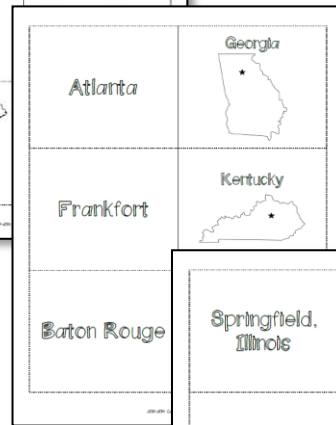 Georgia
Atlanta
Kentucky
Frankfort
Baton Rouge
Springfield,
Illinois